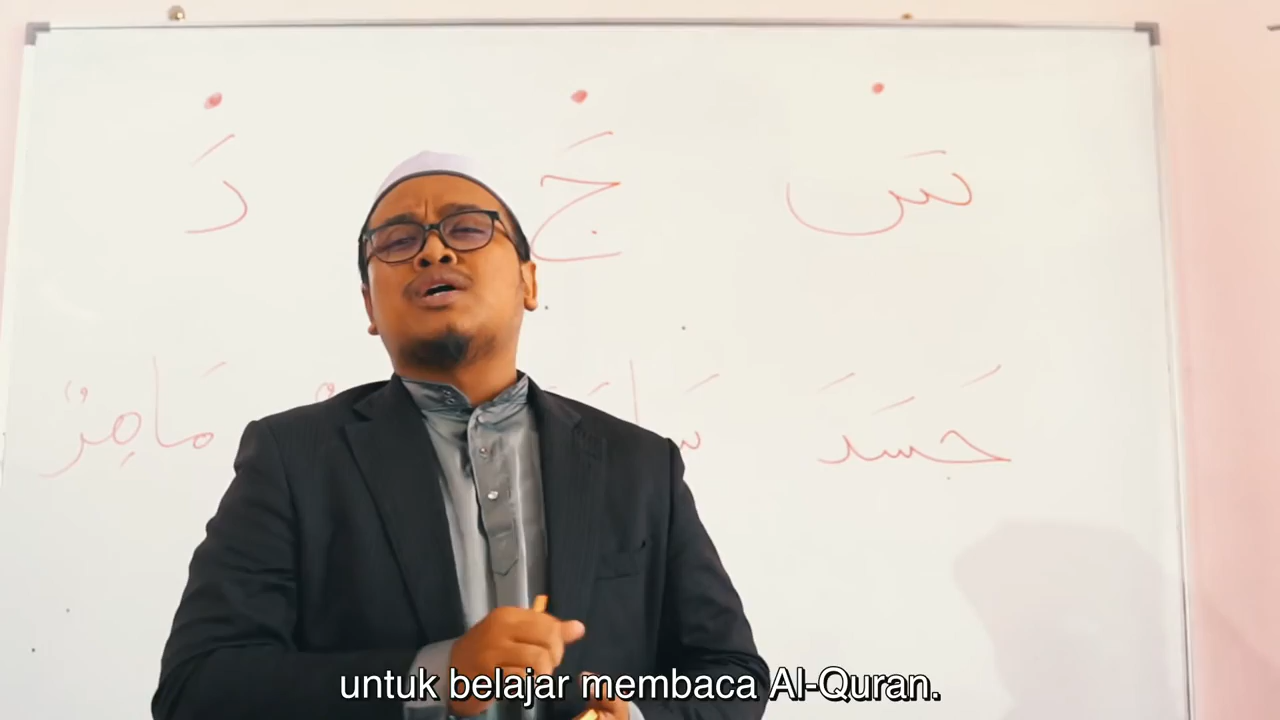 سَ جَ دَ
حَسَدَ مَاهِرٌ
untuk belajar membaca Al-Quran.